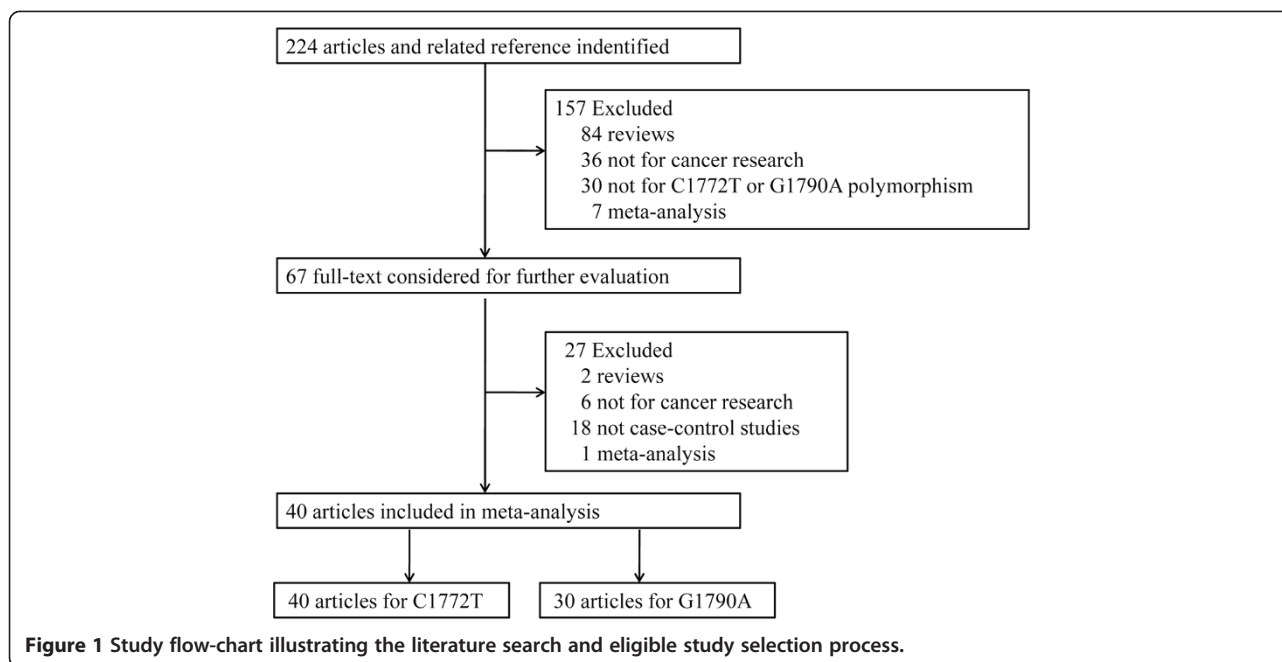 224 articles and related reference indentified
157 Excluded
84 reviews
36 not for cancer research
30 not for C1772T or G1790A polymorphism
7 meta-analysis
67 full-text considered for further evaluation
27 Excluded
2 reviews
6 not for cancer research
18 not case-control studies
1 meta-analysis
40 articles included in meta-analysis
40 articles for C1772T
30 articles for G1790A
Figure 1 Study flow-chart illustrating the literature search and eligible study selection process.